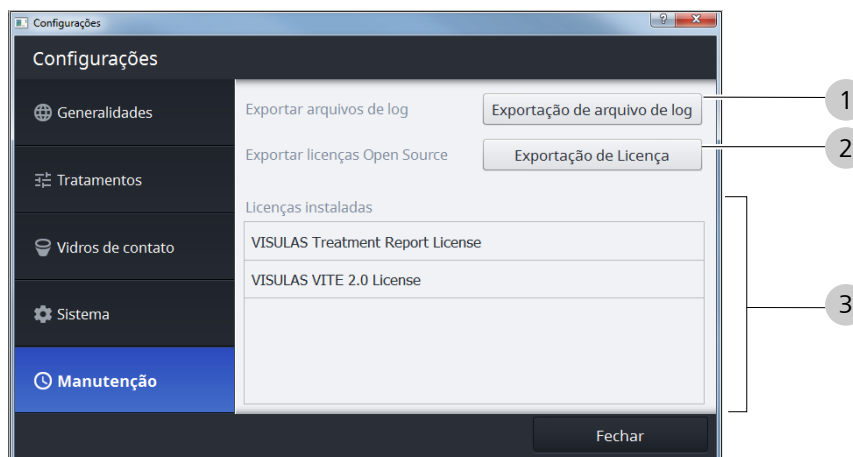 Configurações
Configurações
Generalidades
Tratamentos
Vidros de contato
Sistema
Manutenção
Exportar arquivos de log
Exportação de arquivo de log
1
Exportar licenças Open Source
Exportação de Licença
2
Licenças instaladas
VISULAS Treatment Report License
VISULAS VITE 2.0 License
3
Fechar